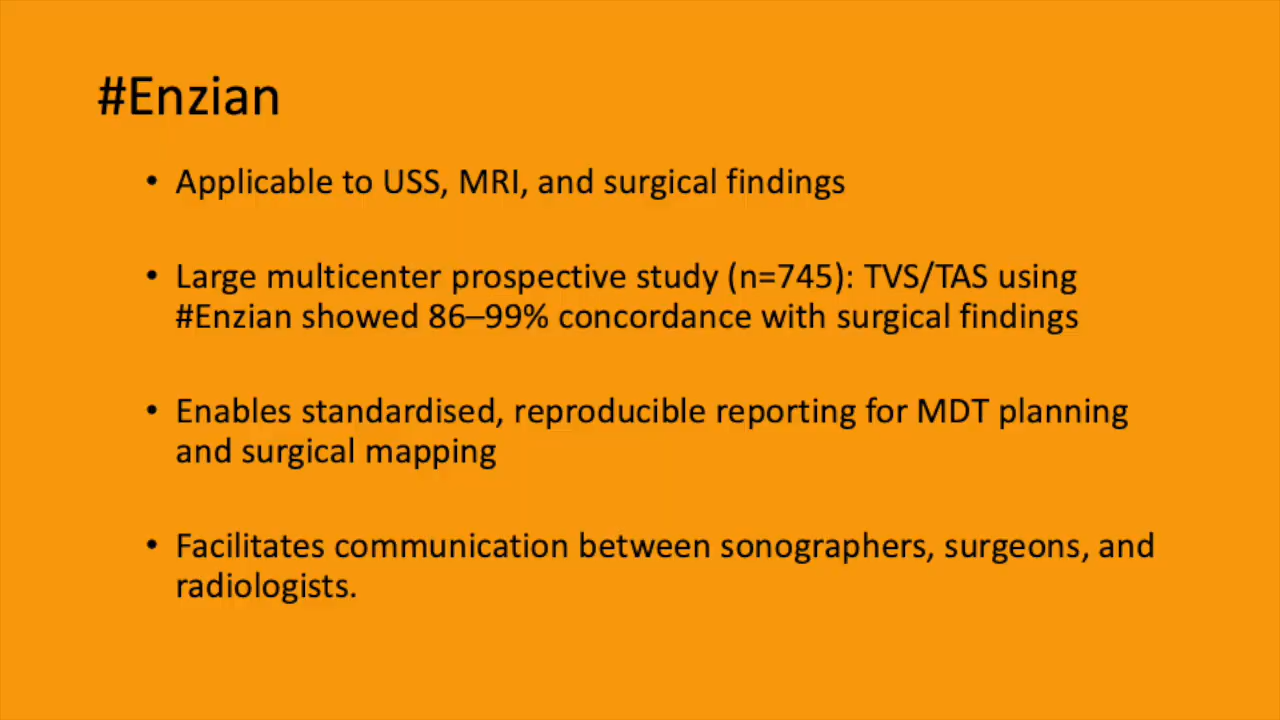 #Enzian
• Applicable to USS, MRI, and surgical findings
• Large multicenter prospective study (n=745): TVS/TAS using
#Enzian showed 86–99% concordance with surgical findings
• Enables standardised, reproducible reporting for MDT planning
and surgical mapping
• Facilitates communication between sonographers, surgeons, and
radiologists.